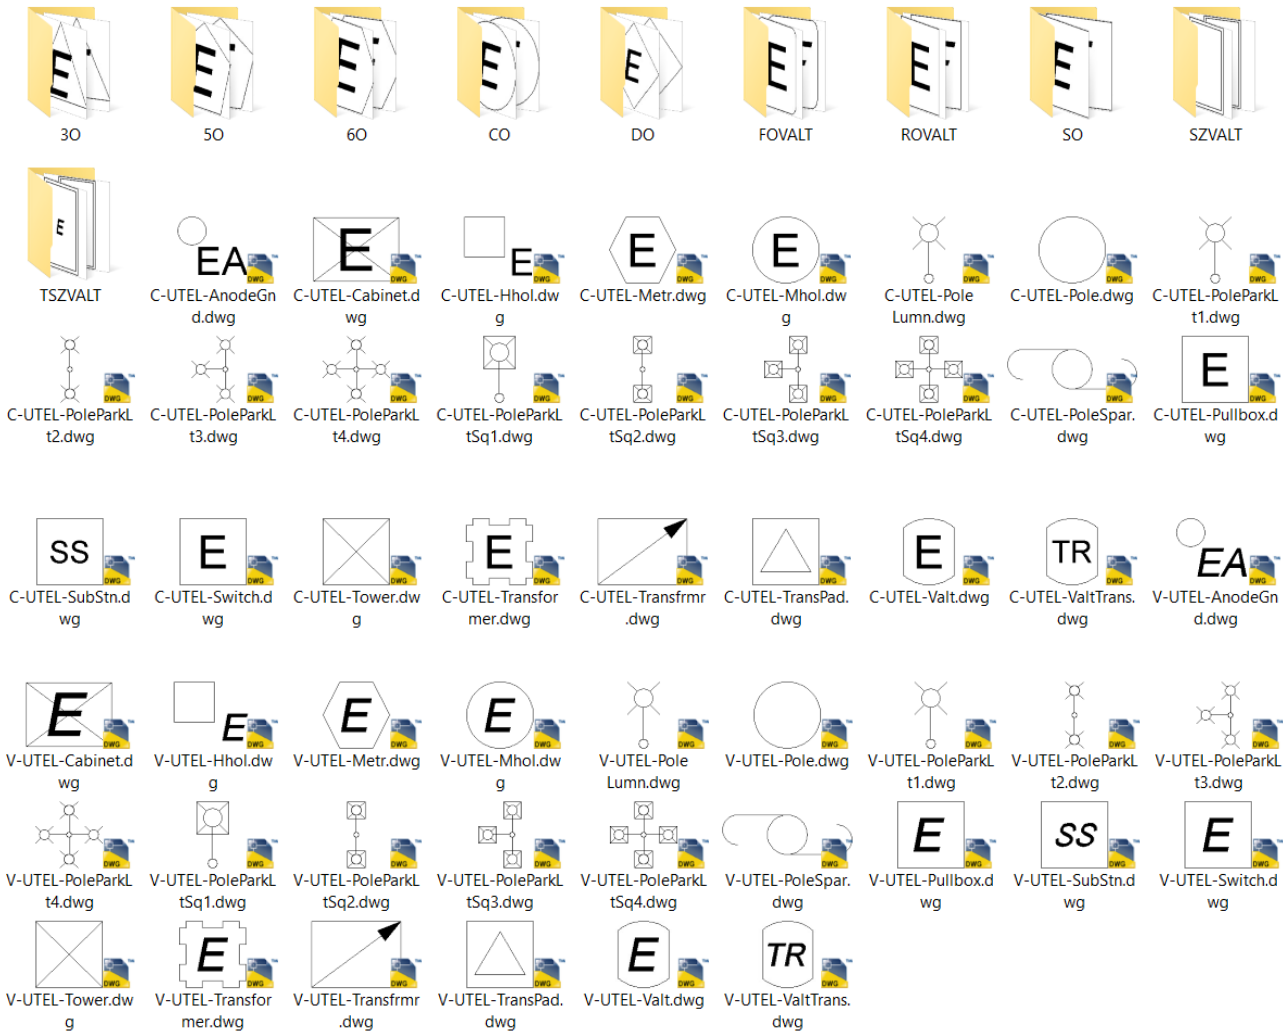 3O 5O 6O CO DO FOVALT ROVALT SO SZVALT
E
TSZVALT
EA
C-UTEL-AnodeGn
d.dwg
E
C-UTEL-Cabinet.d
wg
E
C-UTEL-Hhol.dw
g
E
C-UTEL-Metr.dwg
E
C-UTEL-Mhol.dw
g
C-UTEL-Pole
Lumn.dwg
C-UTEL-Pole.dwg
C-UTEL-PoleParkL
t1.dwg
C-UTEL-PoleParkL
t2.dwg
C-UTEL-PoleParkL
t3.dwg
C-UTEL-PoleParkL
t4.dwg
C-UTEL-PoleParkL
tSq1.dwg
C-UTEL-PoleParkL
tSq2.dwg
C-UTEL-PoleParkL
tSq3.dwg
C-UTEL-PoleParkL
tSq4.dwg
C-UTEL-PoleSpar.
dwg
E
C-UTEL-Pullbox.d
wg
SS
C-UTEL-SubStn.d
wg
E
C-UTEL-Switch.d
wg
C-UTEL-Tower.dw
g
E
C-UTEL-Transfor
mer.dwg
C-UTEL-Transfrmr
.dwg
C-UTEL-TransPad.
dwg
E
C-UTEL-Valt.dwg
TR
C-UTEL-ValtTrans.
dwg
EA
V-UTEL-AnodeGn
d.dwg
E
V-UTEL-Cabinet.d
wg
E
V-UTEL-Hhol.dw
g
E
V-UTEL-Metr.dwg
E
V-UTEL-Mhol.dw
g
V-UTEL-Pole
Lumn.dwg
V-UTEL-Pole.dwg
V-UTEL-PoleParkL
t1.dwg
V-UTEL-PoleParkL
t2.dwg
V-UTEL-PoleParkL
t3.dwg
V-UTEL-PoleParkL
t4.dwg
V-UTEL-PoleParkL
tSq1.dwg
V-UTEL-PoleParkL
tSq2.dwg
V-UTEL-PoleParkL
tSq3.dwg
V-UTEL-PoleParkL
tSq4.dwg
V-UTEL-PoleSpar.
dwg
E
V-UTEL-Pullbox.d
wg
SS
V-UTEL-SubStn.d
wg
E
V-UTEL-Switch.d
wg
V-UTEL-Tower.dw
g
E
V-UTEL-Transfor
mer.dwg
V-UTEL-Transfrmr
.dwg
V-UTEL-TransPad.
dwg
E
V-UTEL-Valt.dwg
TR
V-UTEL-ValtTrans.
dwg